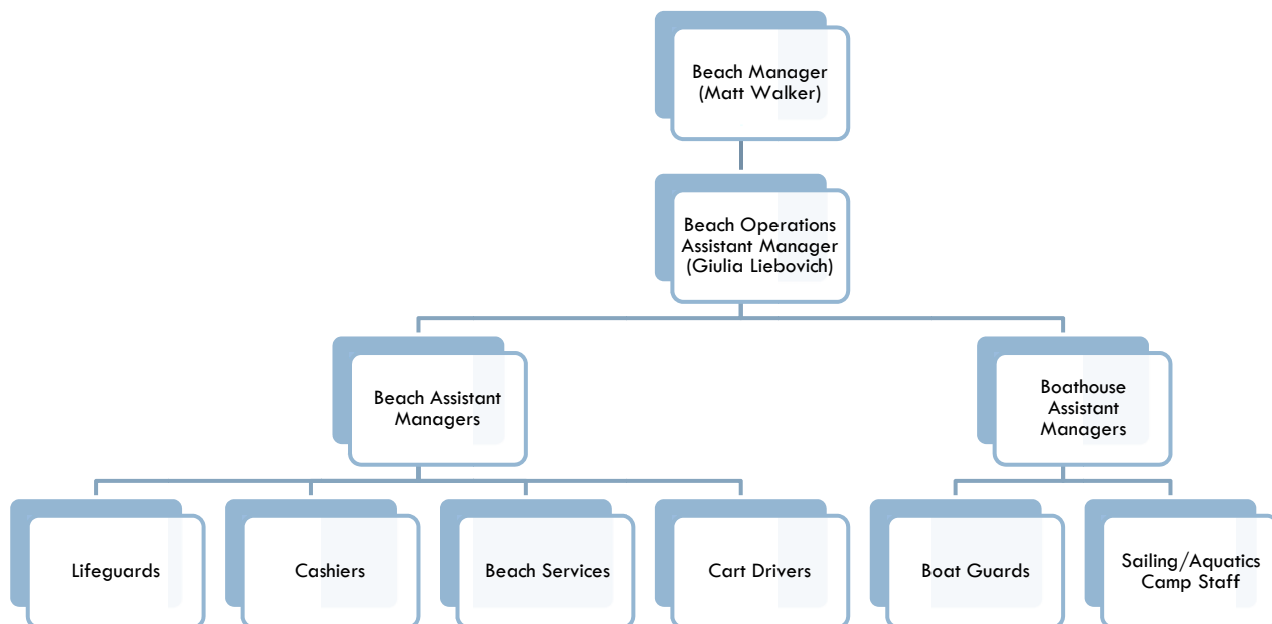 Beach Manager
(Matt Walker)
Beach Operations
Assistant Manager
(Giulia Liebovich)
Beach Assistant
Managers
Boathouse
Assistant
Managers
Lifeguards
Cashiers
Beach Services
Cart Drivers
Boat Guards
Sailing/Aquatics
Camp Staff